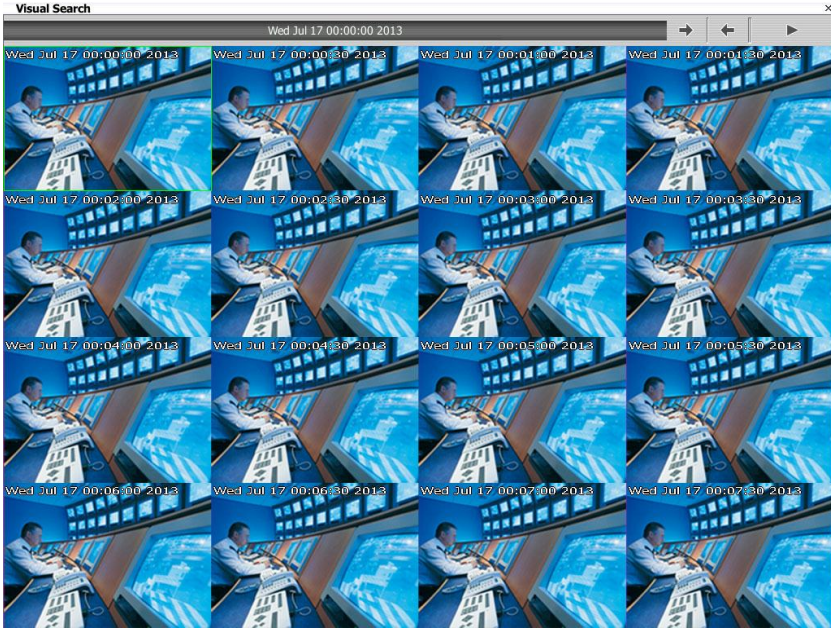 Visual Search
Wed Jul 17 00:00:00 2013
Wed Jul 17 00:00:00 2013
Wed Jul 17 00:00:30 2013
Wed Jul 17 00:01:00 2013
Wed Jul 17 00:01:30 2013
Wed Jul 17 00:02:00 2013
Wed Jul 17 00:02:30 2013
Wed Jul 17 00:03:00 2013
Wed Jul 17 00:03:30 2013
Wed Jul 17 00:04:00 2013
Wed Jul 17 00:04:30 2013
Wed Jul 17 00:05:00 2013
Wed Jul 17 00:05:30 2013
Wed Jul 17 00:06:00 2013
Wed Jul 17 00:06:30 2013
Wed Jul 17 00:07:00 2013
Wed Jul 17 00:07:30 2013